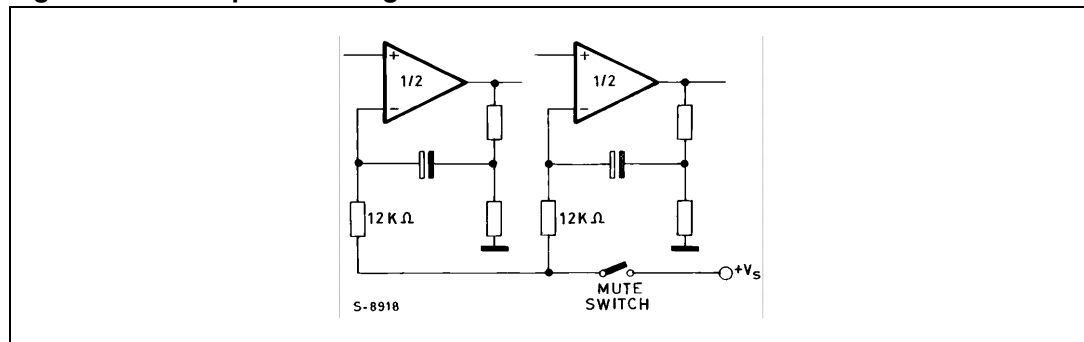 + 1/2 −
+ 1/2 −
12KΩ
12KΩ
+Vs
MUTE
SWITCH
S-8918